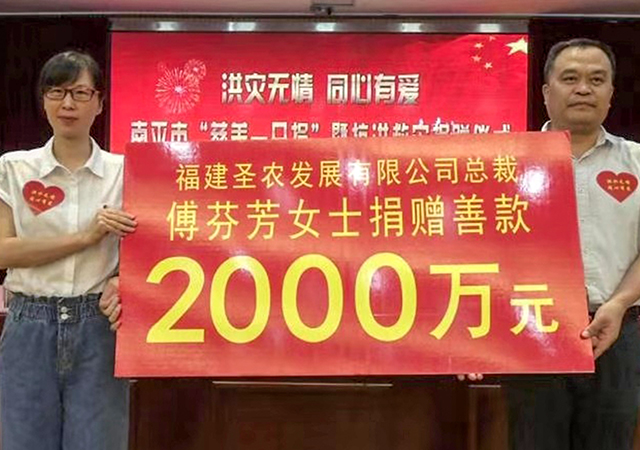 洪灾无情 同心有爱
南平市“慈善一日捐”暨抗洪救灾捐赠仪式
福建圣农发展有限公司总裁
傅芬芳女士捐赠善款
2000万元